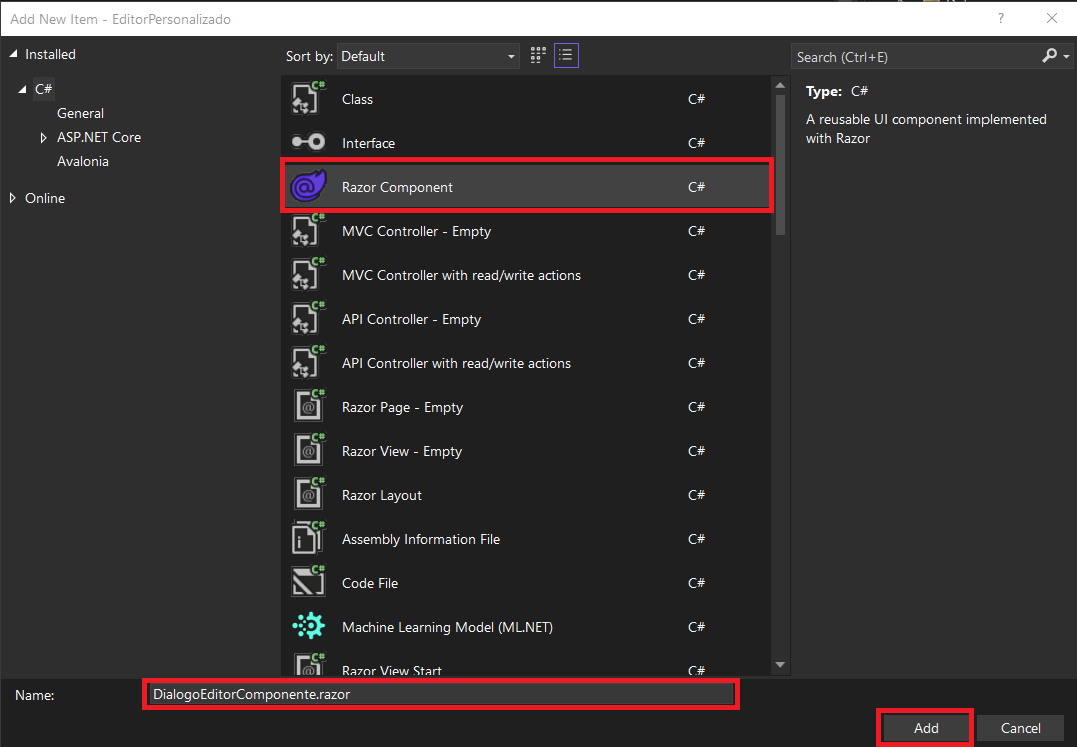 Add New Item - EditorPersonalizado
?
Installed
C#
General
ASP.NET Core
Avalonia
Online
Sort by: Default
Search (Ctrl+E)
Class C#
Interface C#
Razor Component C#
MVC Controller - Empty C#
MVC Controller with read/write actions C#
API Controller - Empty C#
API Controller with read/write actions C#
Razor Page - Empty C#
Razor View - Empty C#
Razor Layout C#
Assembly Information File C#
Code File C#
Machine Learning Model (ML.NET) C#
Razor View Start C#
Type: C#
A reusable UI component implemented
with Razor
Name: DialogoEditorComponente.razor
Add Cancel